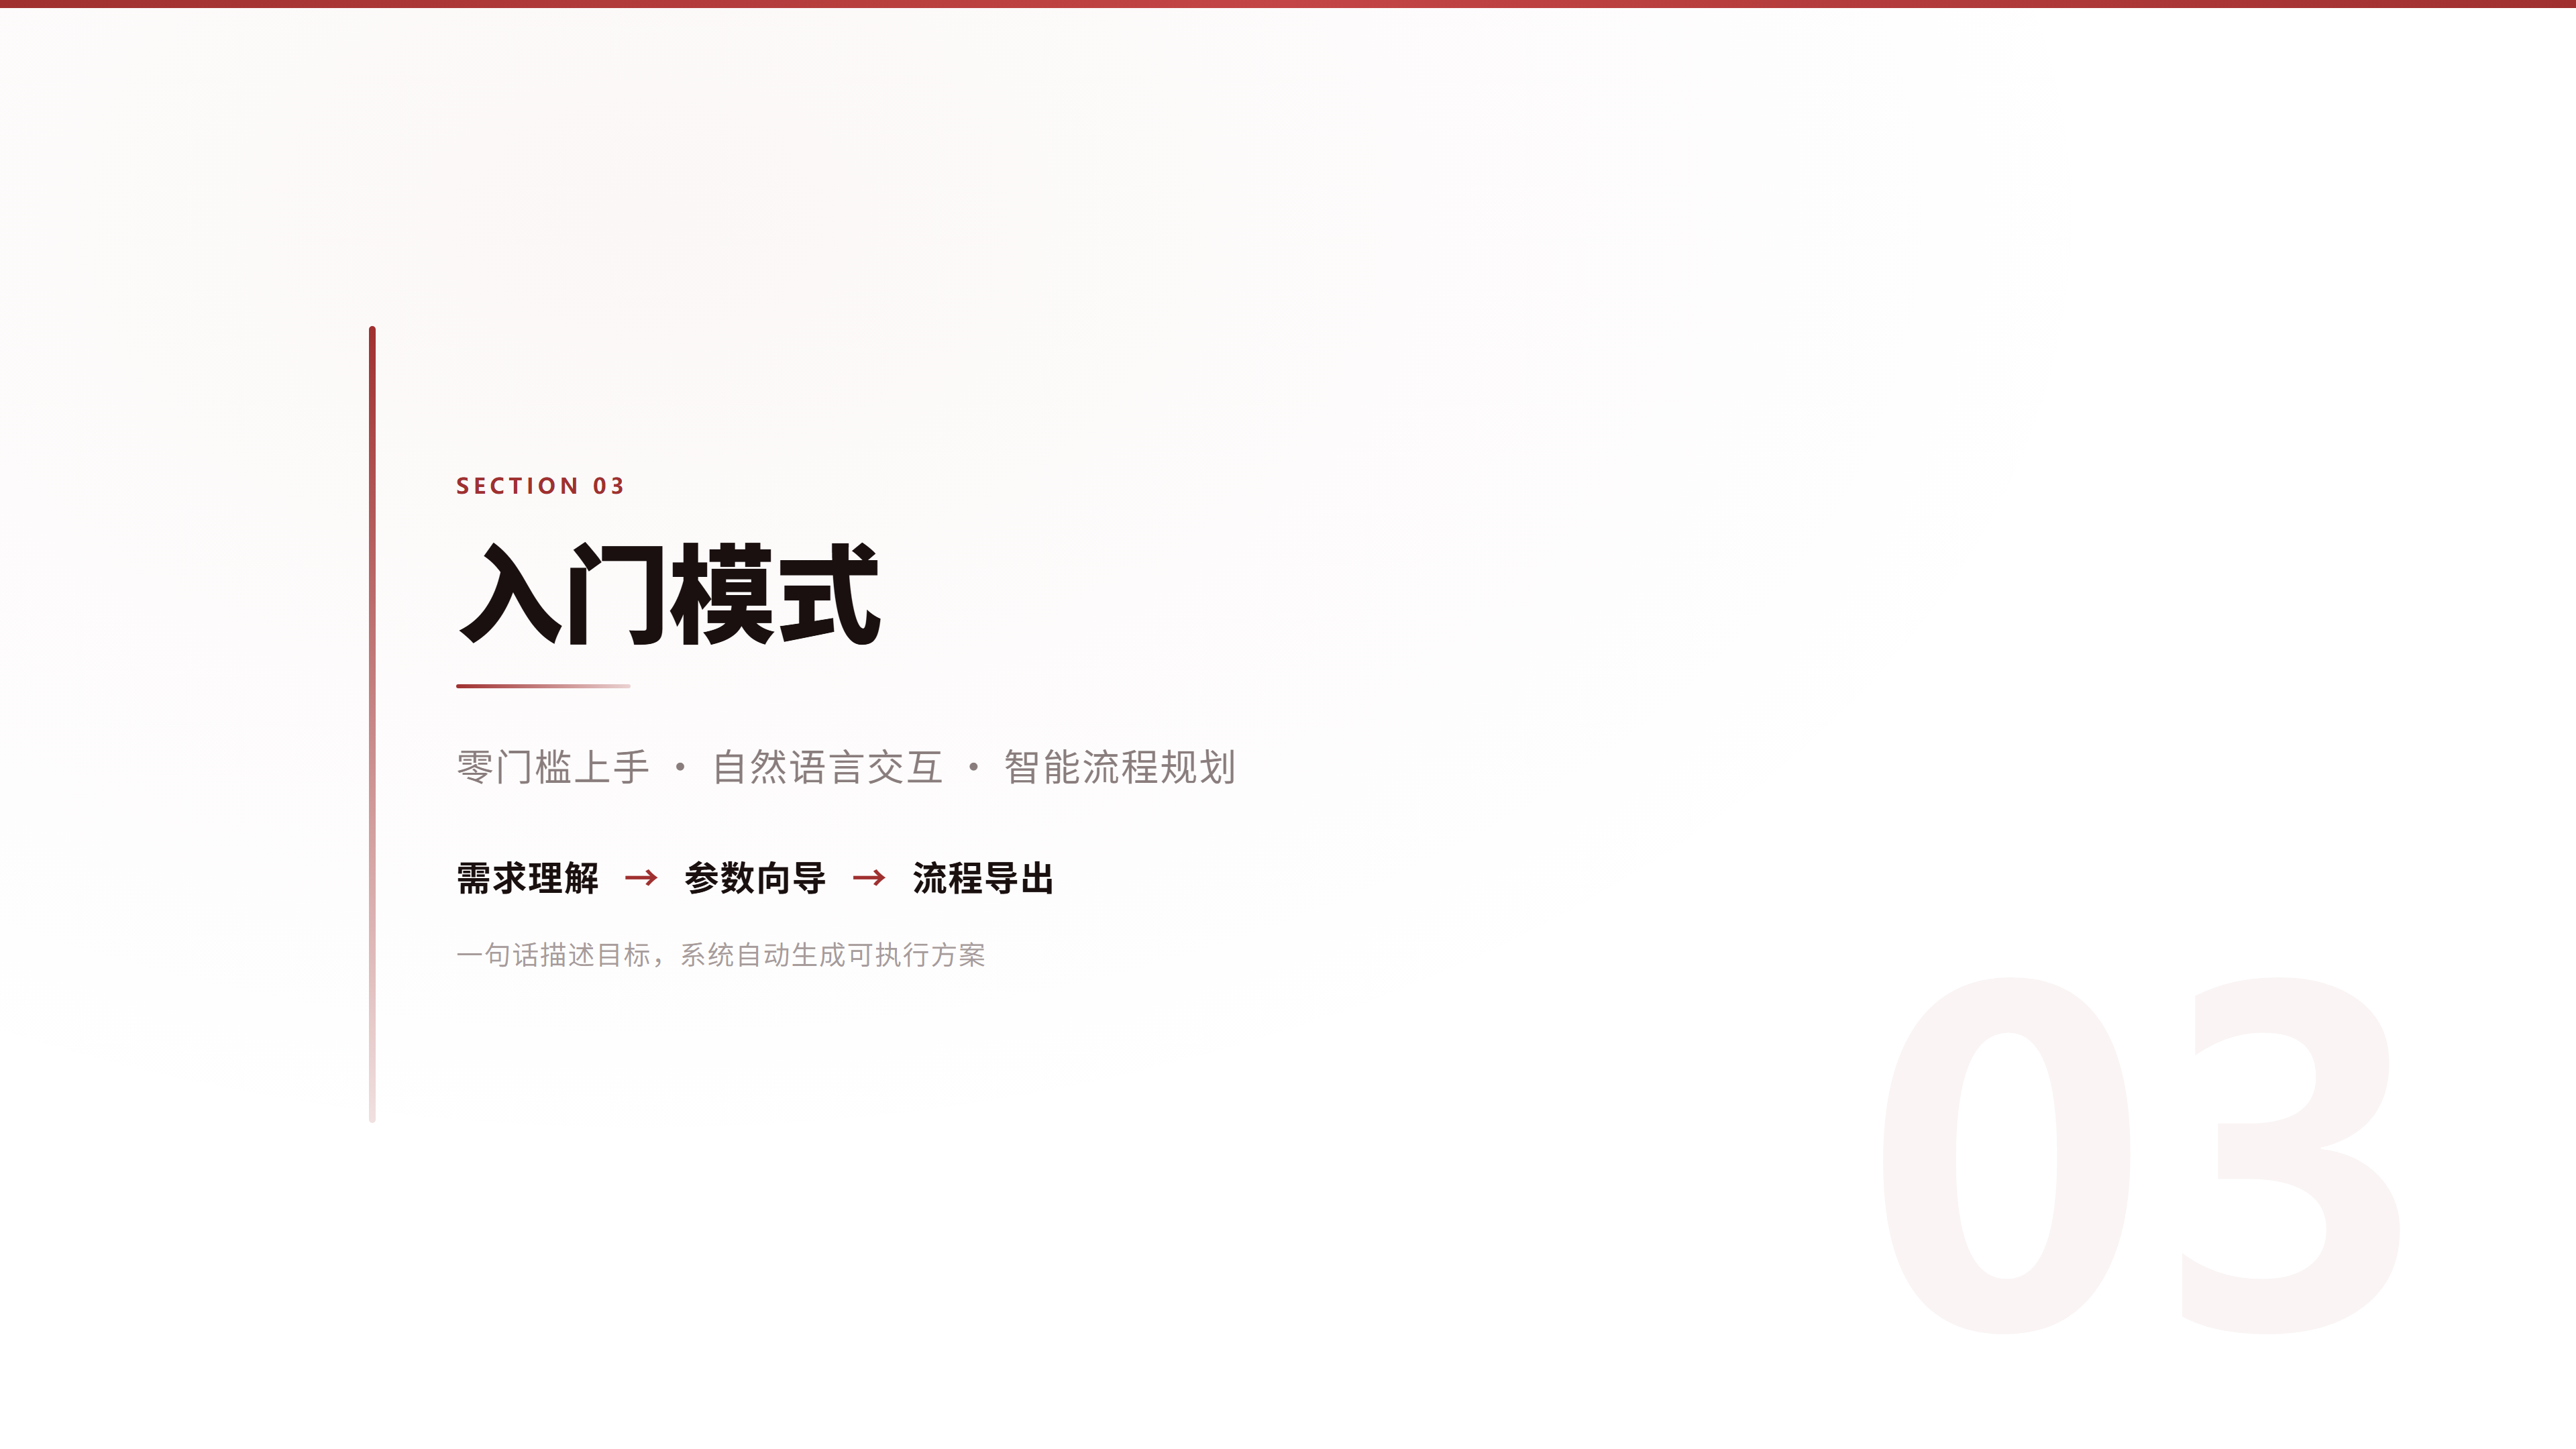 SECTION 03
入门模式
零门槛上手 · 自然语言交互 · 智能流程规划
需求理解 → 参数向导 → 流程导出
一句话描述目标，系统自动生成可执行方案
03